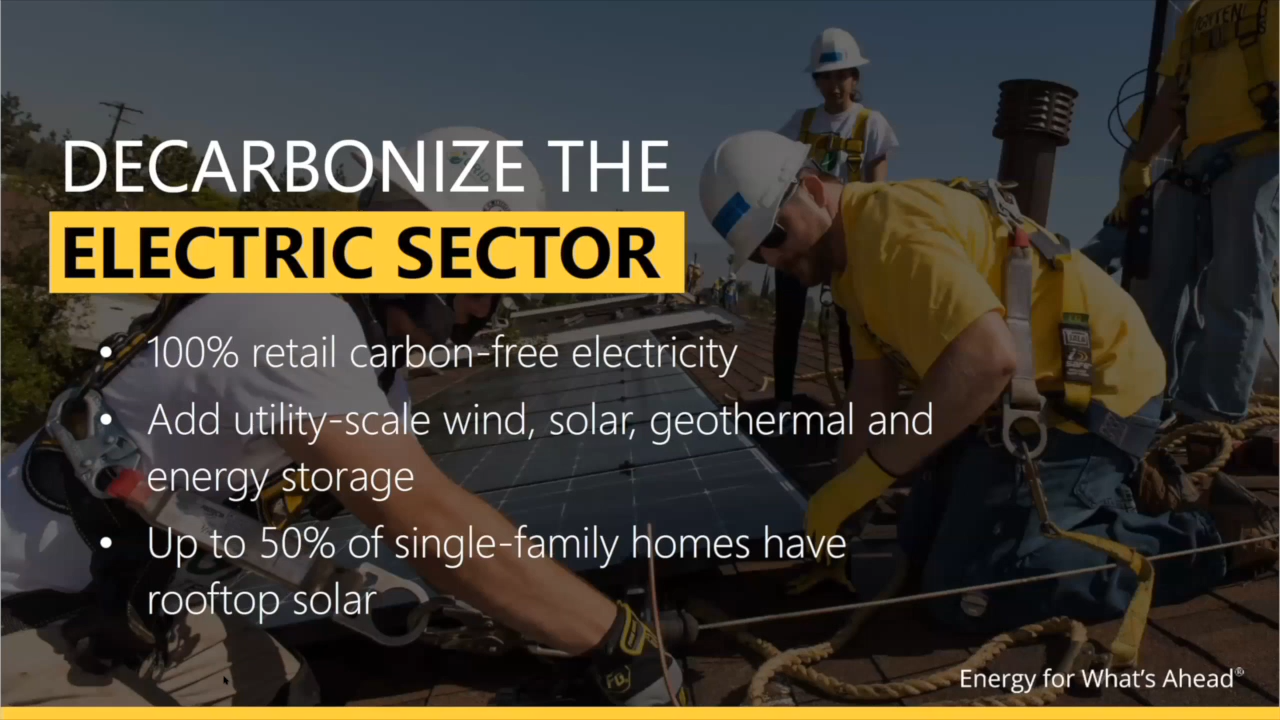 DECARBONIZE THE
ELECTRIC SECTOR
• 100% retail carbon-free electricity
• Add utility-scale wind, solar, geothermal and
energy storage
• Up to 50% of single-family homes have
rooftop solar
Energy for What's Ahead®